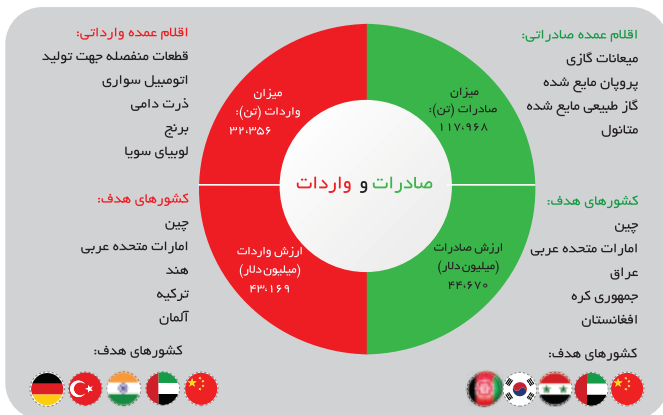 اقلام عمده صادراتی:
میعانات گازی
پروپان مایع شده
گاز طبیعی مایع شده
متانول
کشورهای هدف:
چین
امارات متحده عربی
عراق
جمهوری کره
افغانستان
کشورهای هدف:
میزان
صادرات (تن):
۱۱۷،۹۶۸
ارزش صادرات
(میلیون دلار)
۴۴،۶۷۰
صادرات و واردات
میزان
واردات (تن):
۳۲،۳۵۶
ارزش واردات
(میلیون دلار)
۴۳،۱۶۹
اقلام عمده وارداتی:
قطعات منفصله جهت تولید
اتومبیل سواری
ذرت دامی
برنج
لوبیای سویا
کشورهای هدف:
چین
امارات متحده عربی
هند
ترکیه
آلمان
کشورهای هدف: